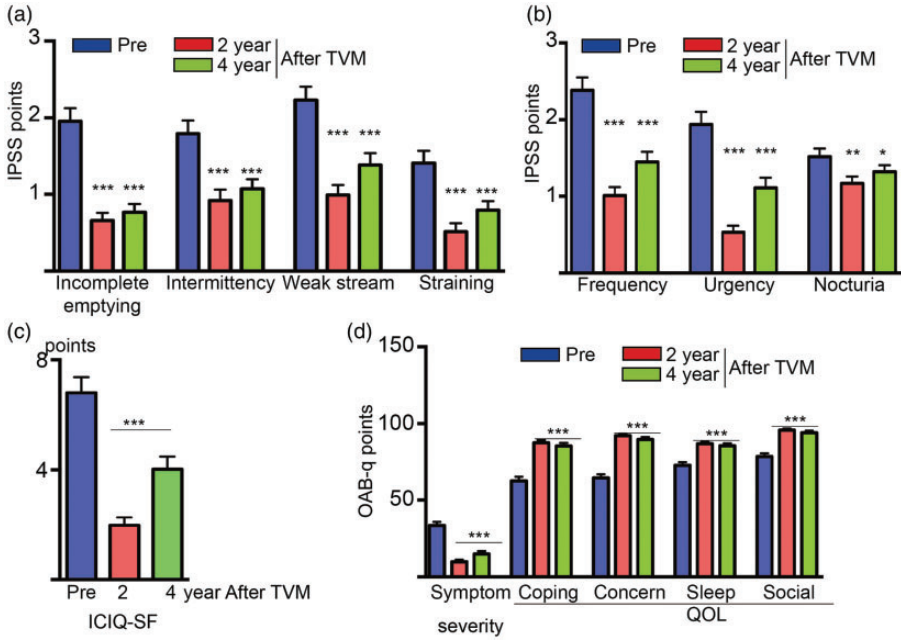 (a)
3
2
1
IPSS points
Pre
2 year
4 year
After TVM
*** ***
*** ***
*** ***
*** ***
Incomplete emptying
Intermittency
Weak stream
Straining
(b)
3
2
1
IPSS points
Pre
2 year
4 year
After TVM
*** ***
*** ***
** *
Frequency
Urgency
Nocturia
(c)
points
8
4
***
Pre 2 4 year After TVM
ICIQ-SF
(d)
150
100
50
OAB-q points
Pre
2 year
4 year
After TVM
***
***
***
***
***
Symptom severity
Coping
Concern
Sleep
Social
QOL